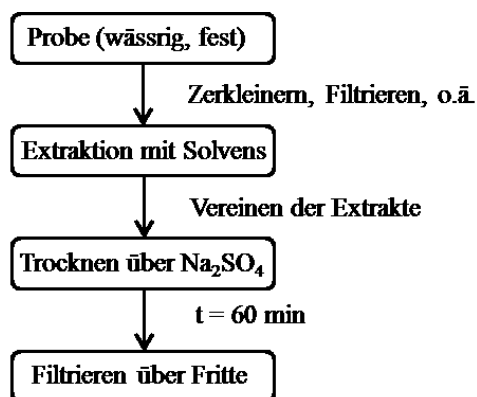 Probe (wässrig, fest)
Zerkleinern, Filtrieren, o.ä.
Extraktion mit Solvens
Vereinen der Extrakte
Trocknen über Na₂SO₄
t = 60 min
Filtrieren über Fritte